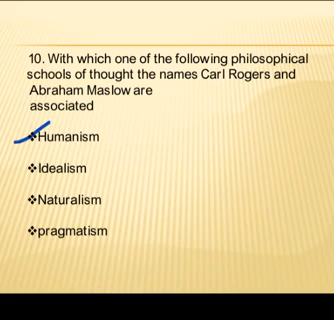 10. With which one of the following philosophical
schools of thought the names Carl Rogers and
Abraham Maslow are
associated
❖Humanism
❖Idealism
❖Naturalism
❖pragmatism